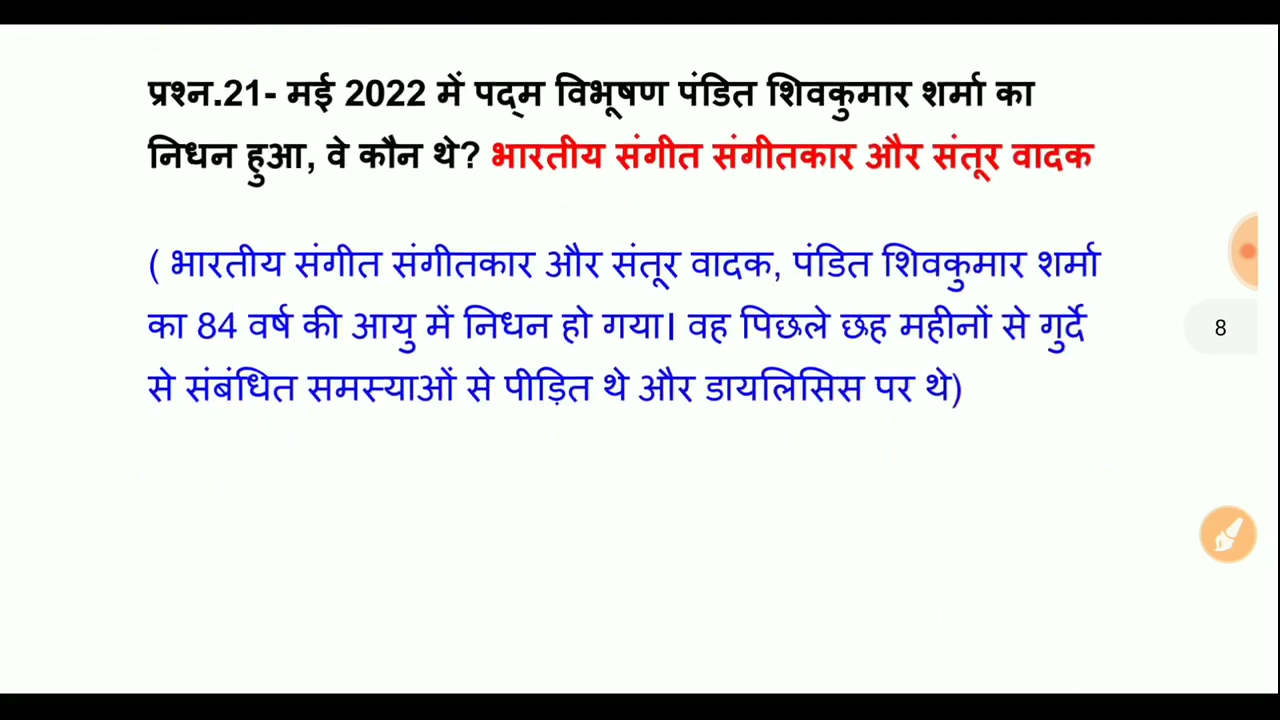 प्रश्न.21- मई 2022 में पद्म विभूषण पंडित शिवकुमार शर्मा का
निधन हुआ, वे कौन थे? भारतीय संगीत संगीतकार और संतूर वादक
( भारतीय संगीत संगीतकार और संतूर वादक, पंडित शिवकुमार शर्मा
का 84 वर्ष की आयु में निधन हो गया। वह पिछले छह महीनों से गुर्दे
से संबंधित समस्याओं से पीड़ित थे और डायलिसिस पर थे)
8